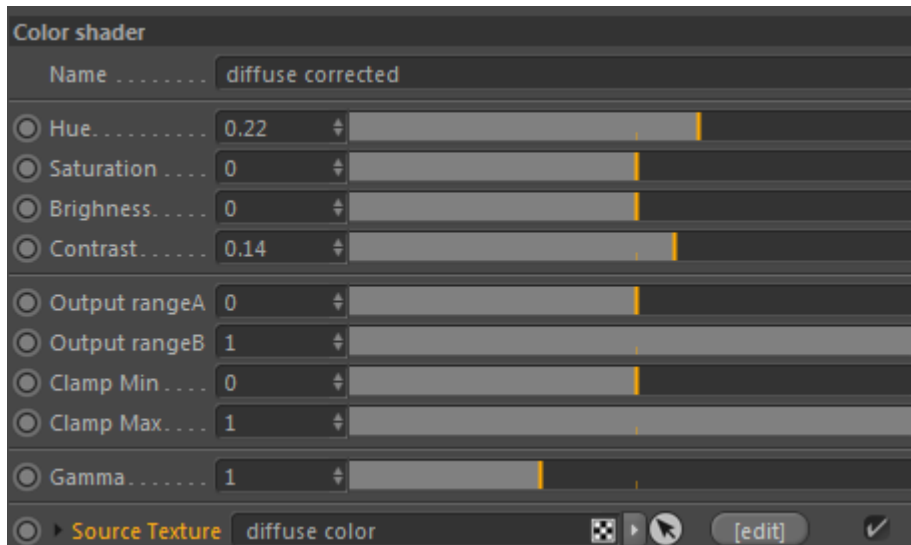 Color shader
Name ........ diffuse corrected
Hue.......... 0.22
Saturation .... 0
Brighness..... 0
Contrast...... 0.14
Output rangeA 0
Output rangeB 1
Clamp Min .... 0
Clamp Max.... 1
Gamma....... 1
Source Texture diffuse color [edit]